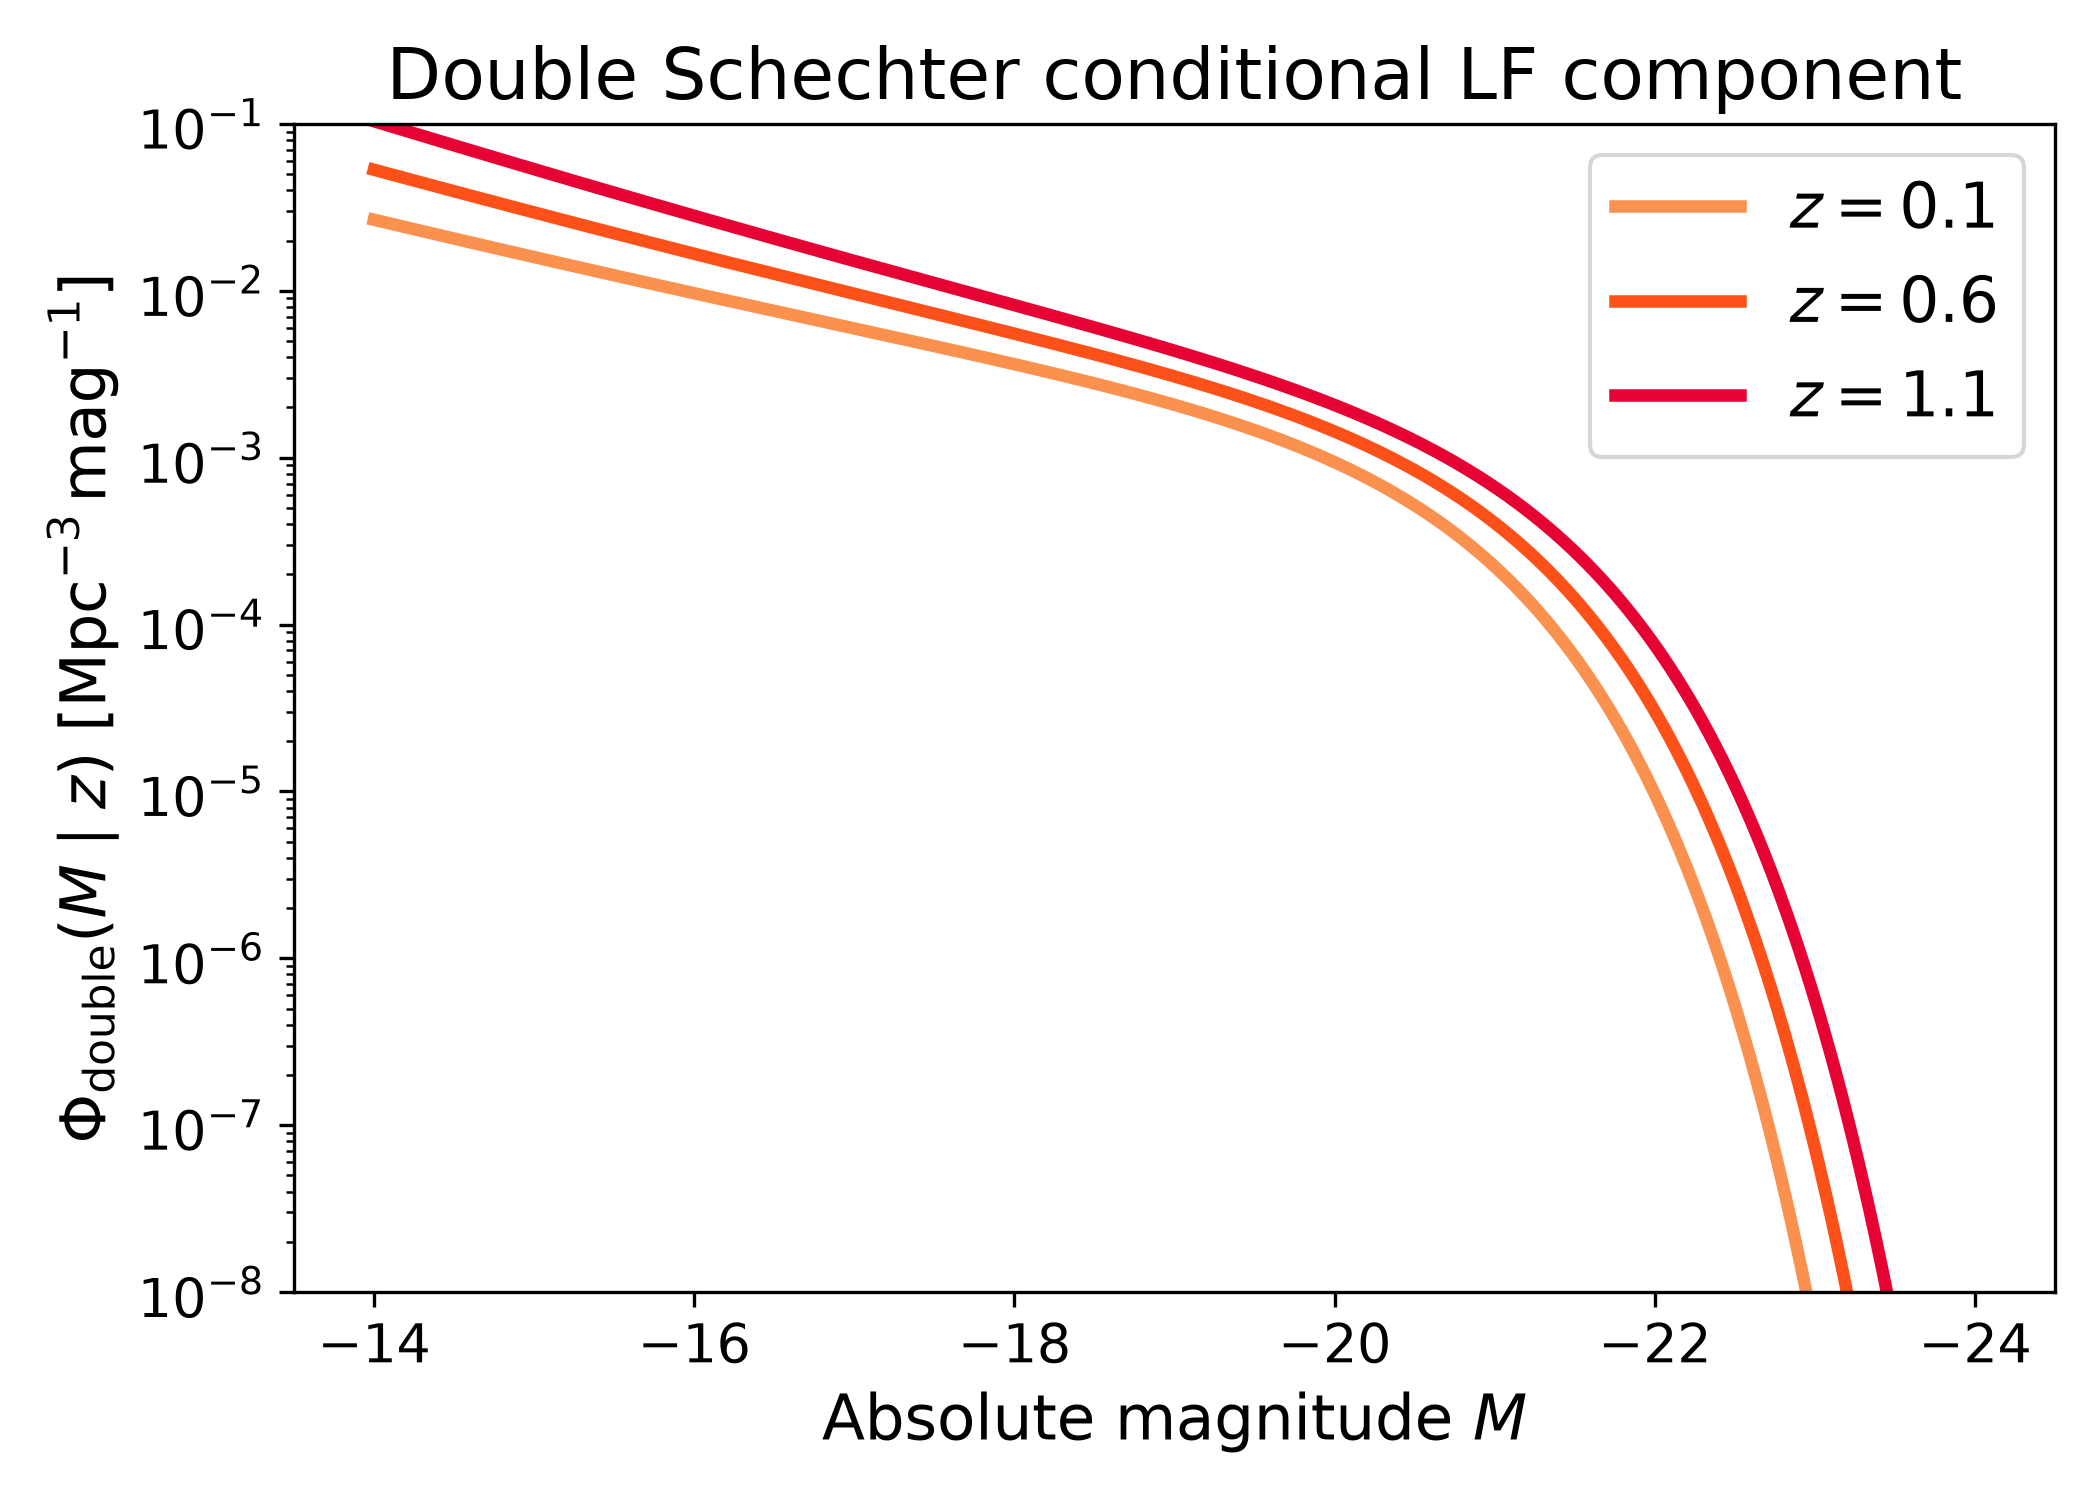 Double Schechter conditional LF component
Φ_double(M | z) [Mpc⁻³ mag⁻¹]
10⁻¹
10⁻²
10⁻³
10⁻⁴
10⁻⁵
10⁻⁶
10⁻⁷
10⁻⁸
z = 0.1
z = 0.6
z = 1.1
−14 −16 −18 −20 −22 −24
Absolute magnitude M